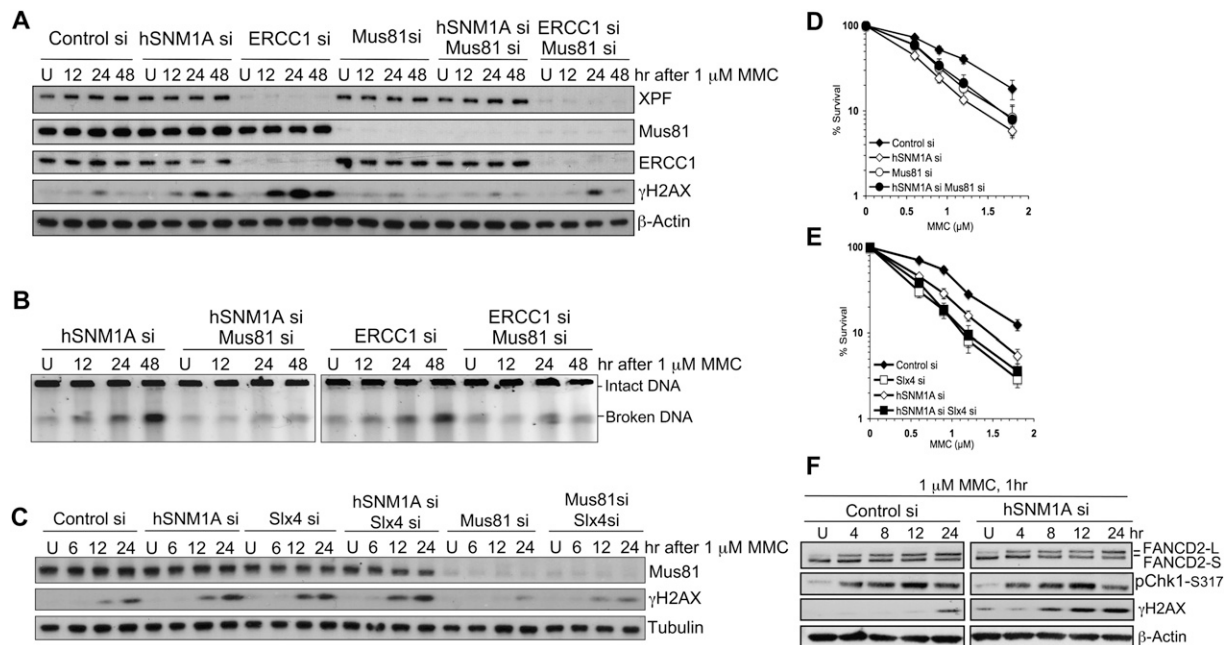 A
Control si hSNM1A si ERCC1 si Mus81si hSNM1A si Mus81 si ERCC1 si Mus81 si
U 12 24 48 U 12 24 48 U 12 24 48 U 12 24 48 U 12 24 48 U 12 24 48 hr after 1 μM MMC
XPF
Mus81
ERCC1
γH2AX
β-Actin
B
hSNM1A si hSNM1A si Mus81 si ERCC1 si ERCC1 si Mus81 si
U 12 24 48 U 12 24 48 U 12 24 48 U 12 24 48 hr after 1 μM MMC
Intact DNA
Broken DNA
C
Control si hSNM1A si Slx4 si hSNM1A si Slx4 si Mus81 si Mus81si Slx4si
U 6 12 24 U 6 12 24 U 6 12 24 U 6 12 24 U 6 12 24 U 6 12 24 hr after 1 μM MMC
Mus81
γH2AX
Tubulin
D
100
10
1
% Survival
Control si
hSNM1A si
Mus81 si
hSNM1A si Mus81 si
0 0.5 1 1.5 2
MMC (μM)
E
100
10
1
% Survival
Control si
Slx4 si
hSNM1A si
hSNM1A si Slx4 si
0 0.5 1 1.5 2
MMC (μM)
F
1 μM MMC, 1hr
Control si hSNM1A si
U 4 8 12 24 U 4 8 12 24 hr
FANCD2-L
FANCD2-S
pChk1-S317
γH2AX
β-Actin